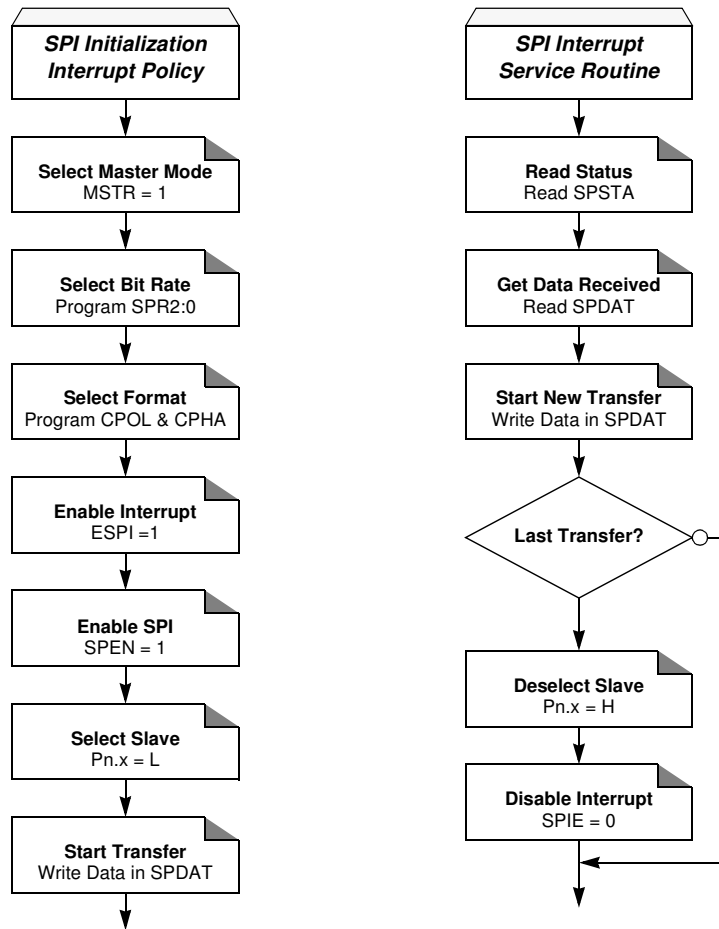 SPI Initialization
Interrupt Policy
Select Master Mode
MSTR = 1
Select Bit Rate
Program SPR2:0
Select Format
Program CPOL & CPHA
Enable Interrupt
ESPI =1
Enable SPI
SPEN = 1
Select Slave
Pn.x = L
Start Transfer
Write Data in SPDAT
SPI Interrupt
Service Routine
Read Status
Read SPSTA
Get Data Received
Read SPDAT
Start New Transfer
Write Data in SPDAT
Last Transfer?
Deselect Slave
Pn.x = H
Disable Interrupt
SPIE = 0